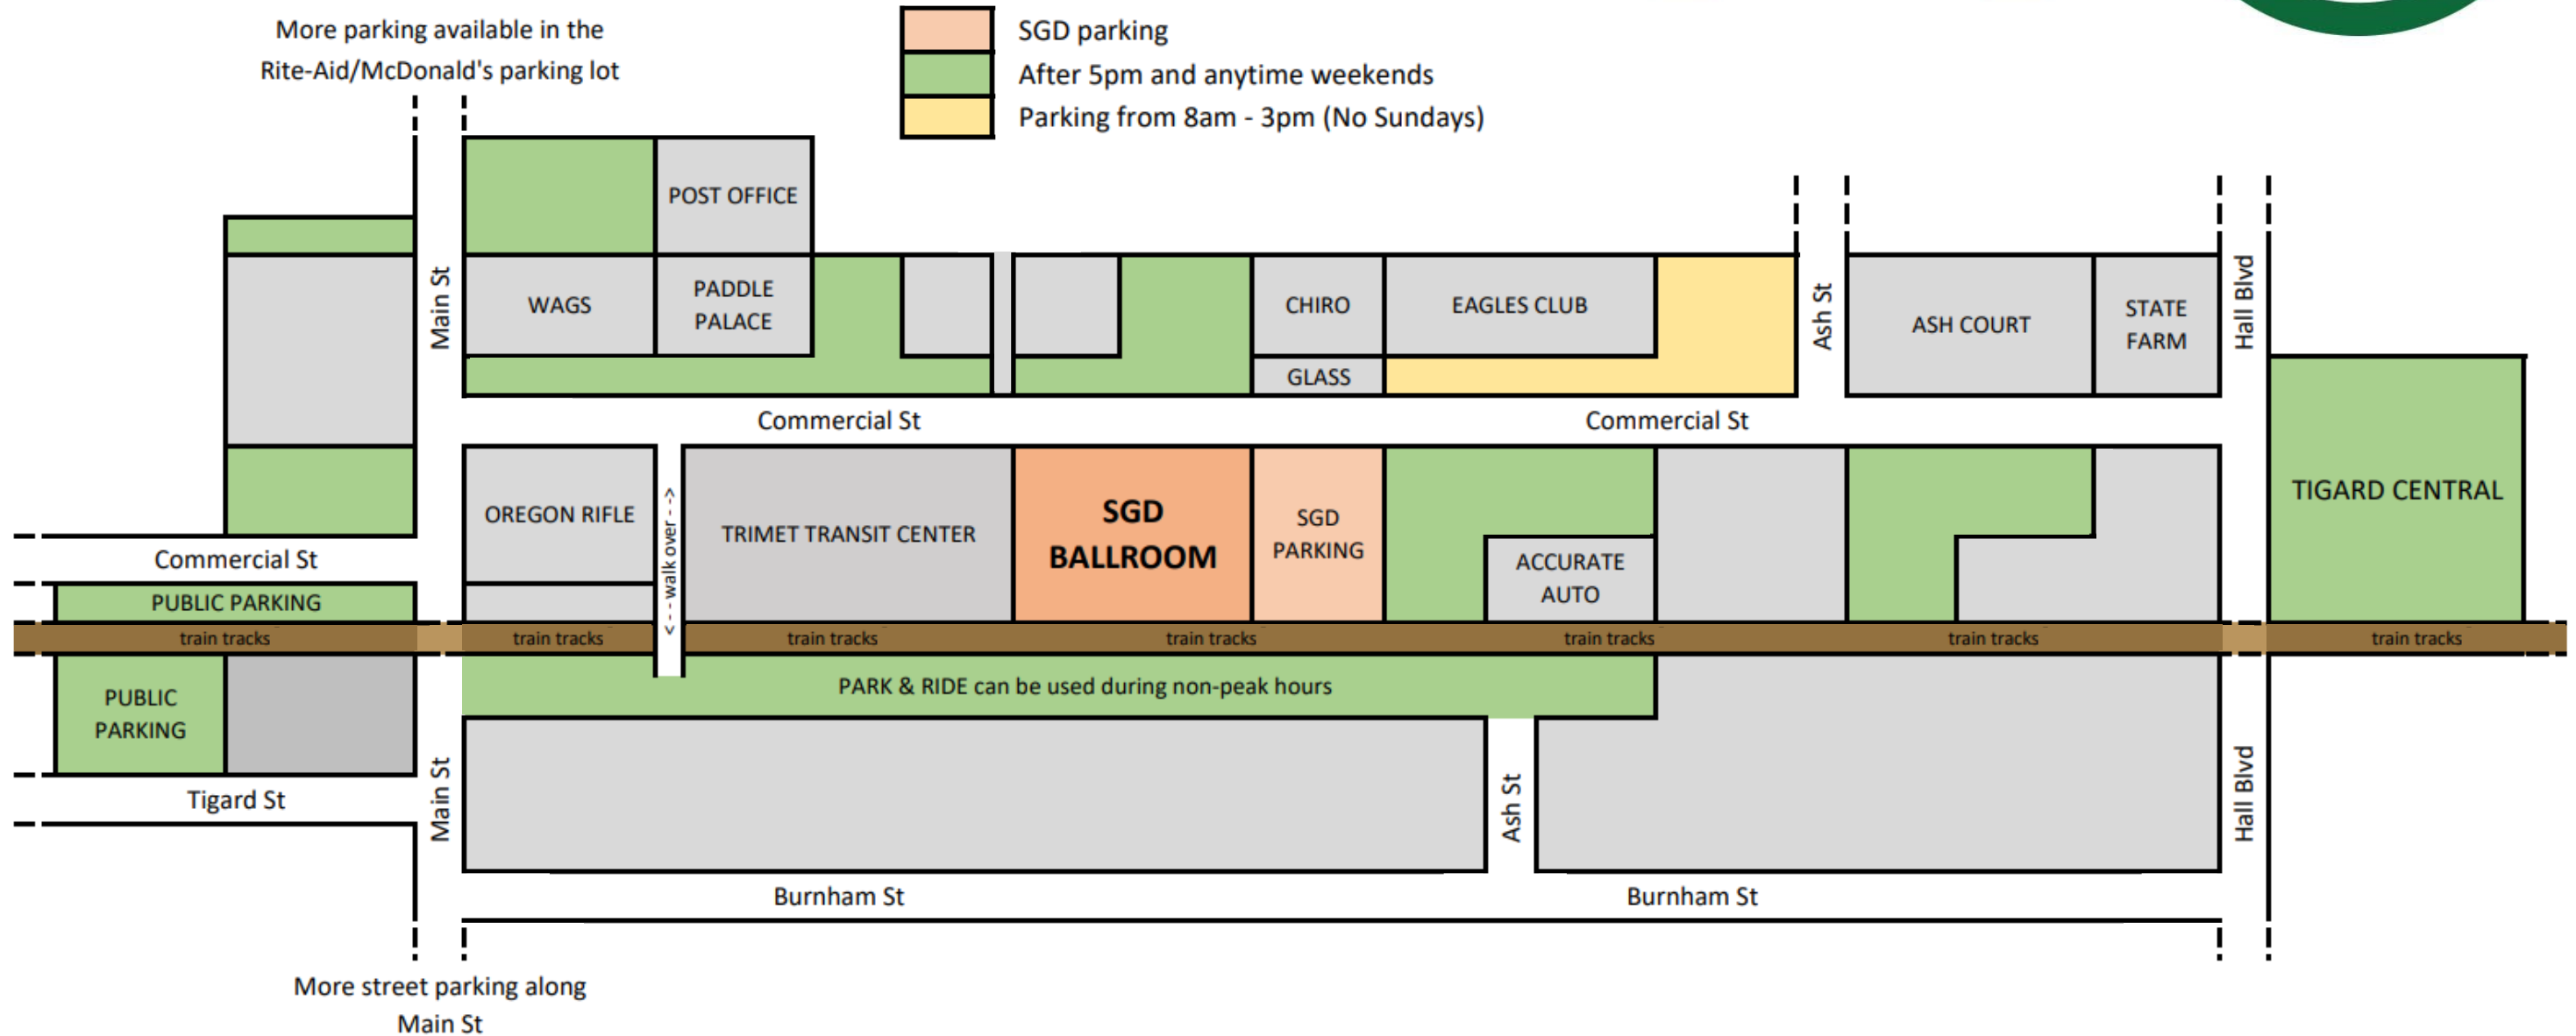 More parking available in the
Rite-Aid/McDonald's parking lot
SGD parking
After 5pm and anytime weekends
Parking from 8am - 3pm (No Sundays)
POST OFFICE
Main St
WAGS
PADDLE
PALACE
CHIRO
GLASS
EAGLES CLUB
Ash St
ASH COURT
STATE
FARM
Hall Blvd
Commercial St
Commercial St
OREGON RIFLE
< - - walk over - - >
TRIMET TRANSIT CENTER
SGD
BALLROOM
SGD
PARKING
ACCURATE
AUTO
TIGARD CENTRAL
Commercial St
PUBLIC PARKING
train tracks
train tracks
train tracks
train tracks
train tracks
train tracks
train tracks
PUBLIC
PARKING
PARK & RIDE can be used during non-peak hours
Tigard St
Main St
Ash St
Hall Blvd
Burnham St
Burnham St
More street parking along
Main St